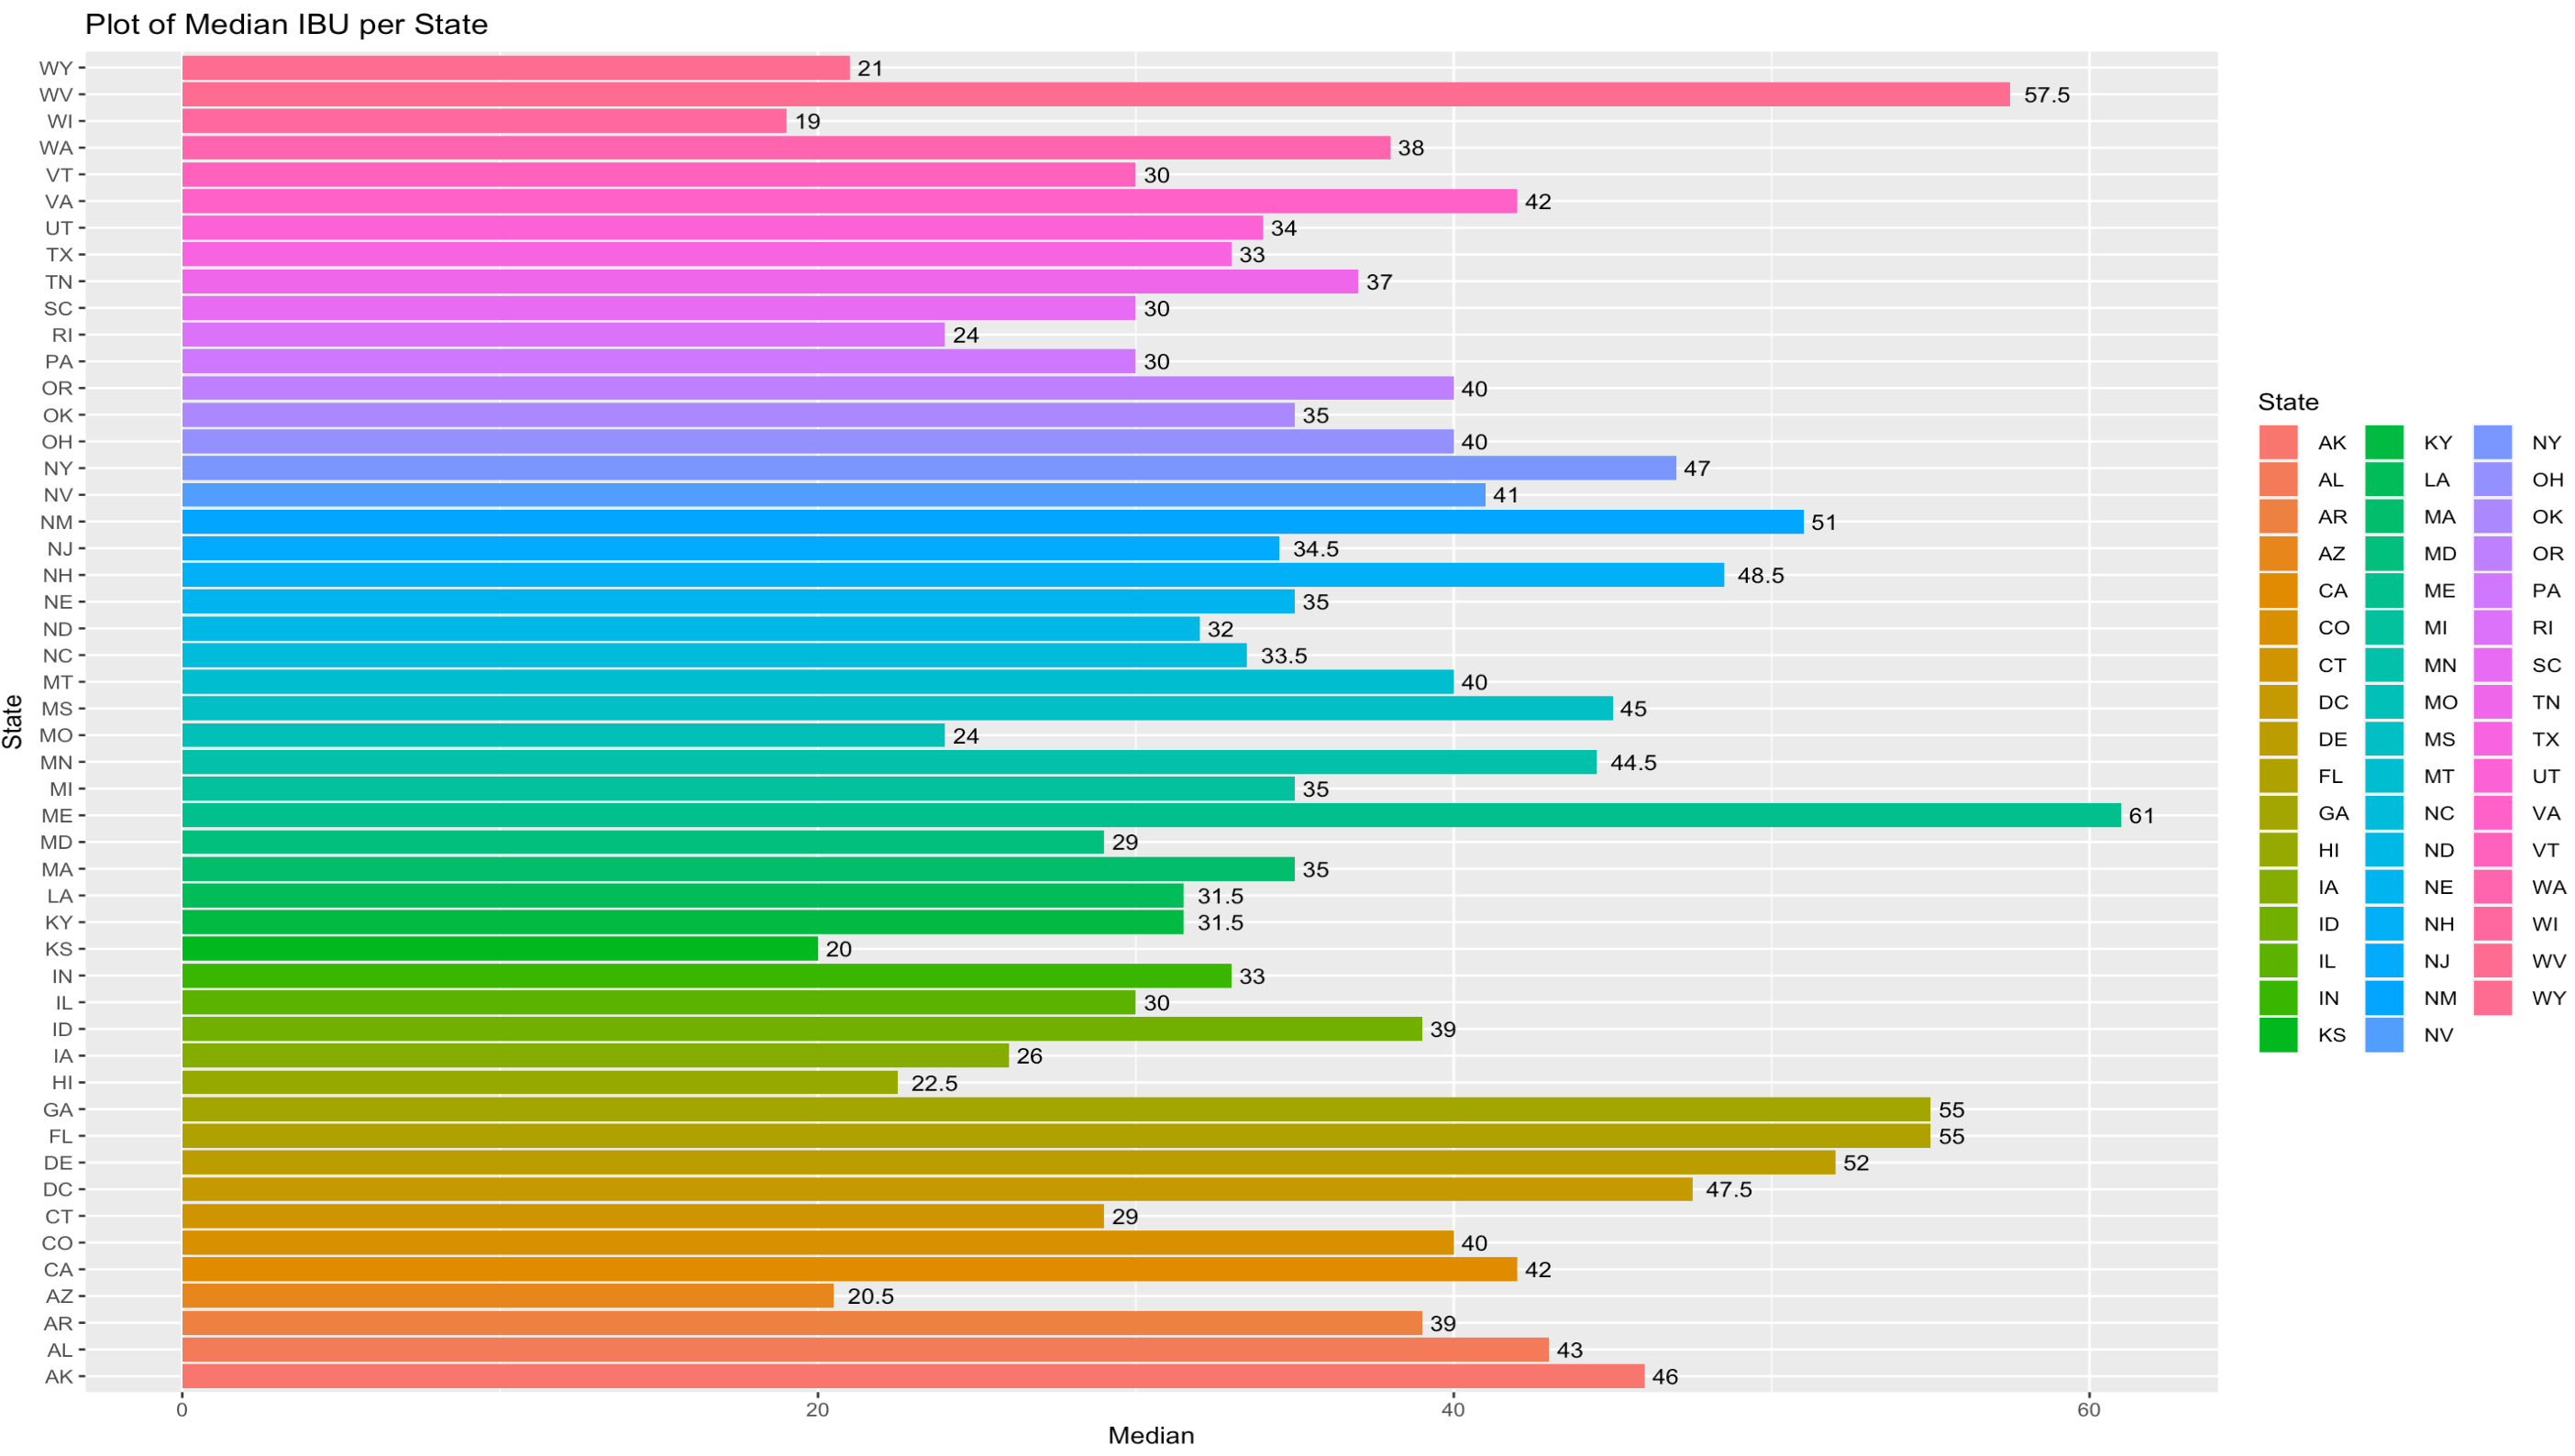 Plot of Median IBU per State
WY 21
WV 57.5
WI 19
WA 38
VT 30
VA 42
UT 34
TX 33
TN 37
SC 30
RI 24
PA 30
OR 40
OK 35
OH 40
NY 47
NV 41
NM 51
NJ 34.5
NH 48.5
NE 35
ND 32
NC 33.5
MT 40
MS 45
MO 24
MN 44.5
MI 35
ME 61
MD 29
MA 35
LA 31.5
KY 31.5
KS 20
IN 33
IL 30
ID 39
IA 26
HI 22.5
GA 55
FL 55
DE 52
DC 47.5
CT 29
CO 40
CA 42
AZ 20.5
AR 39
AL 43
AK 46
0 20 40 60
Median
State
State
AK KY NY
AL LA OH
AR MA OK
AZ MD OR
CA ME PA
CO MI RI
CT MN SC
DC MO TN
DE MS TX
FL MT UT
GA NC VA
HI ND VT
IA NE WA
ID NH WI
IL NJ WV
IN NM WY
KS NV